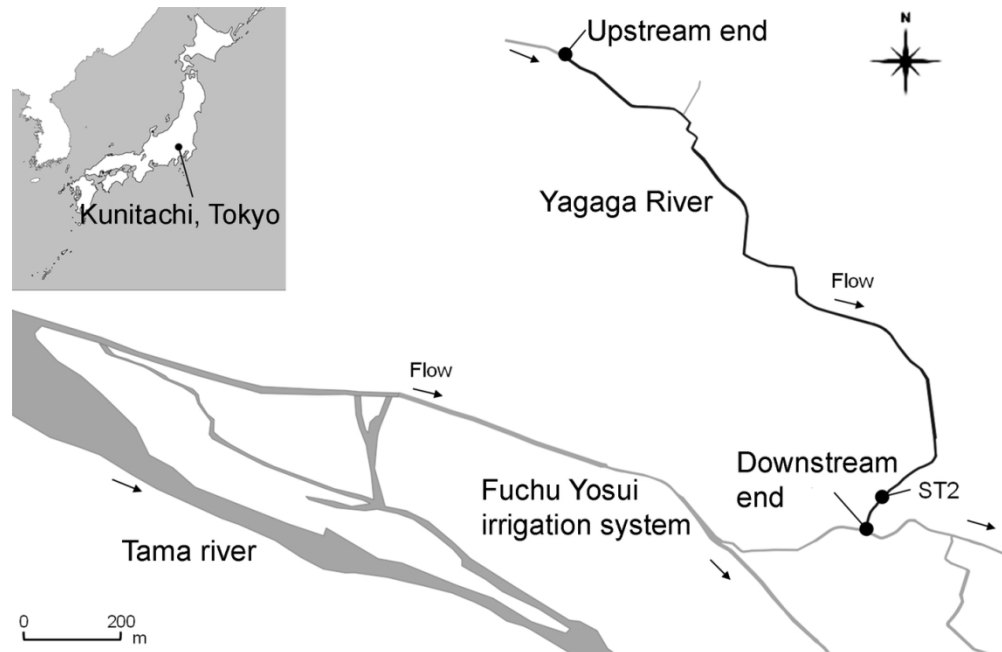 Upstream end
N
Kunitachi, Tokyo
Yagaga River
Flow
Flow
Downstream
end
ST2
Fuchu Yosui
irrigation system
Tama river
0 200
m